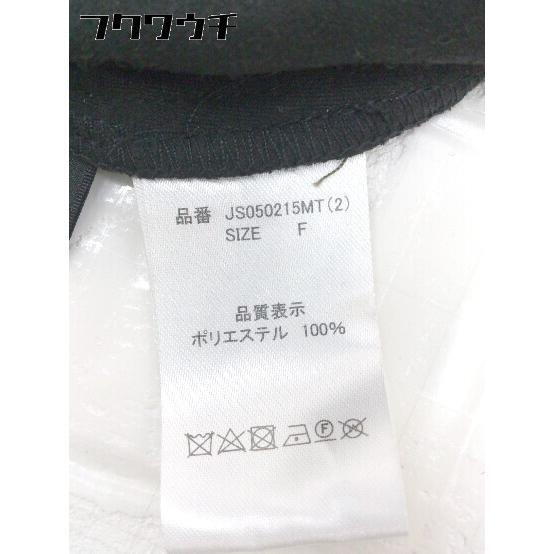 フクワウチ
品番 JS050215MT(2)
SIZE F
品質表示
ポリエステル 100%
F